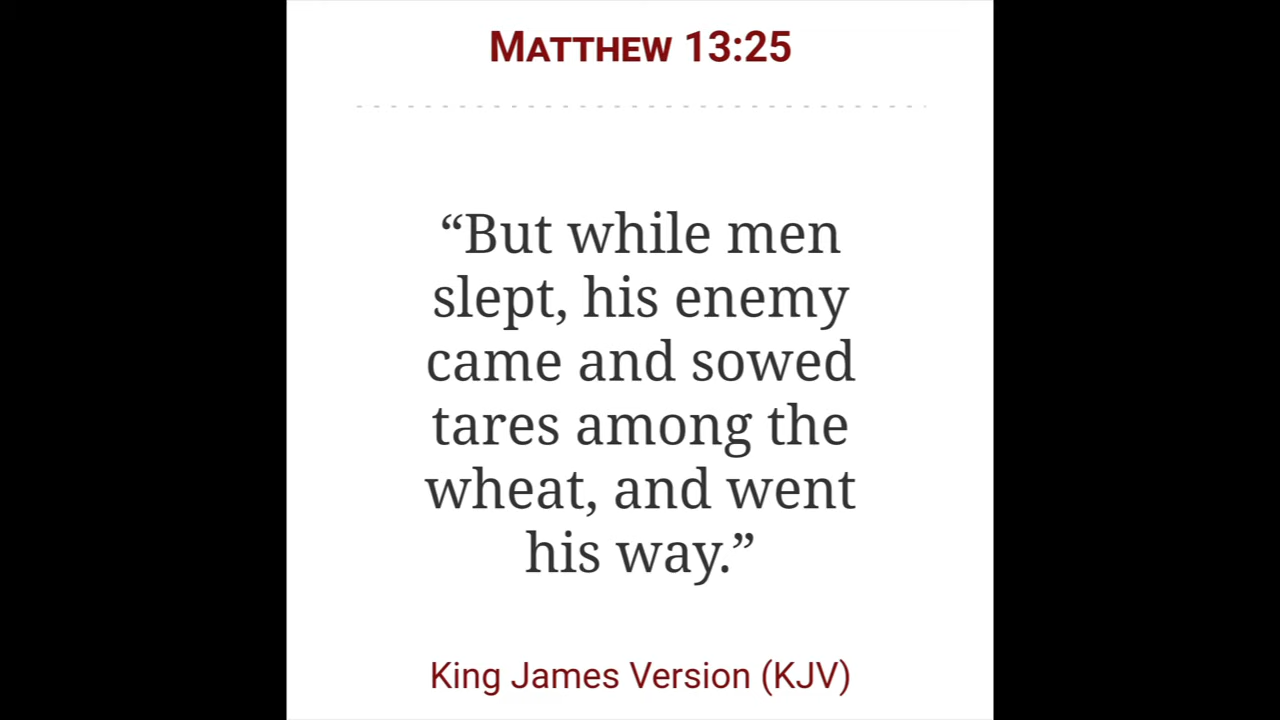 MATTHEW 13:25
“But while men
slept, his enemy
came and sowed
tares among the
wheat, and went
his way.”
King James Version (KJV)